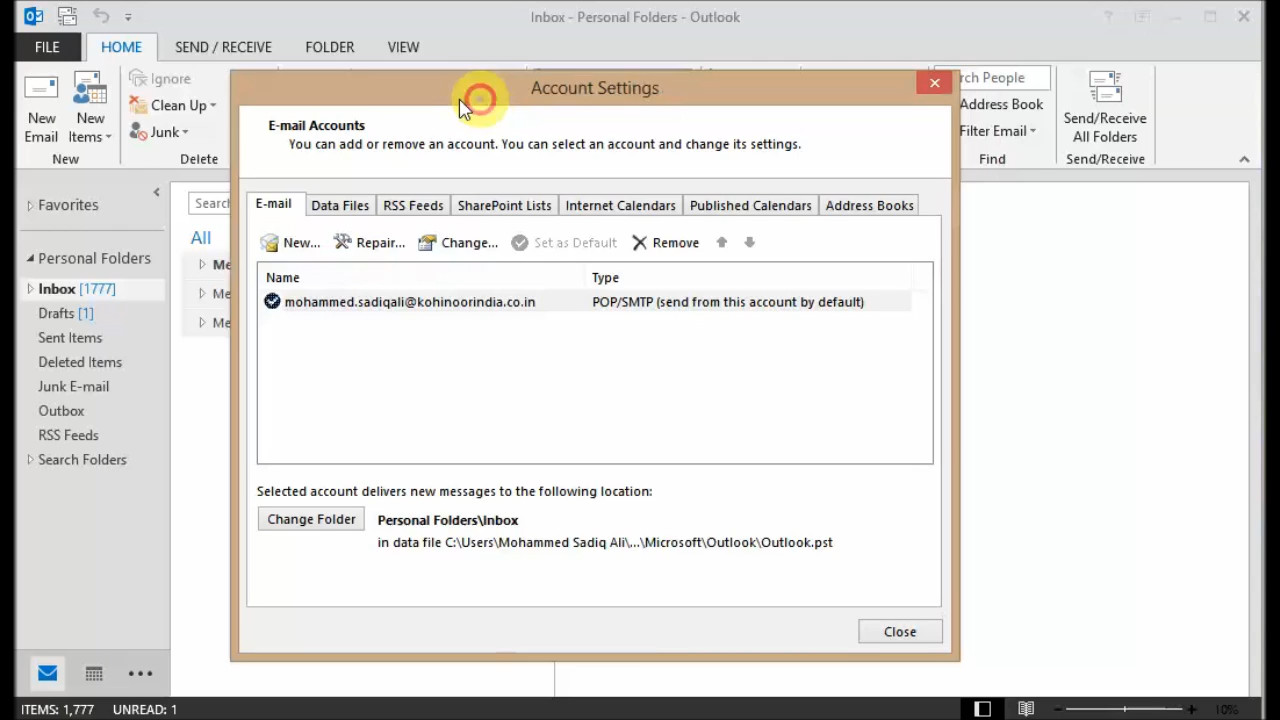 Inbox - Personal Folders - Outlook
FILE HOME SEND / RECEIVE FOLDER VIEW
New Email
New Items
New
Ignore
Clean Up
Junk
Delete
Address Book
Filter Email
Find
Send/Receive All Folders
Send/Receive
Favorites
Personal Folders
Inbox [1777]
Drafts [1]
Sent Items
Deleted Items
Junk E-mail
Outbox
RSS Feeds
Search Folders
All
Account Settings
E-mail Accounts
You can add or remove an account. You can select an account and change its settings.
E-mail Data Files RSS Feeds SharePoint Lists Internet Calendars Published Calendars Address Books
New... Repair... Change... Set as Default Remove
Name Type
mohammed.sadiqali@kohinoorindia.co.in POP/SMTP (send from this account by default)
Selected account delivers new messages to the following location:
Change Folder Personal Folders\Inbox
in data file C:\Users\Mohammed Sadiq Ali\...\Microsoft\Outlook\Outlook.pst
Close
ITEMS: 1,777 UNREAD: 1 10%